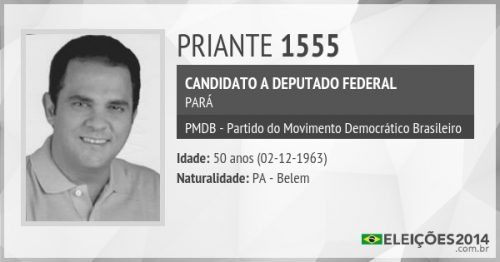 PRIANTE 1555
CANDIDATO A DEPUTADO FEDERAL
PARÁ
PMDB - Partido do Movimento Democrático Brasileiro
Idade: 50 anos (02-12-1963)
Naturalidade: PA - Belem
ELEIÇÕES2014
.com.br